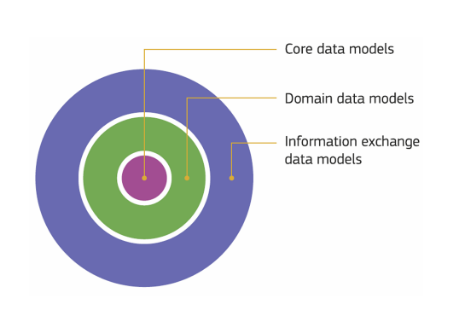 Core data models
Domain data models
Information exchange
data models